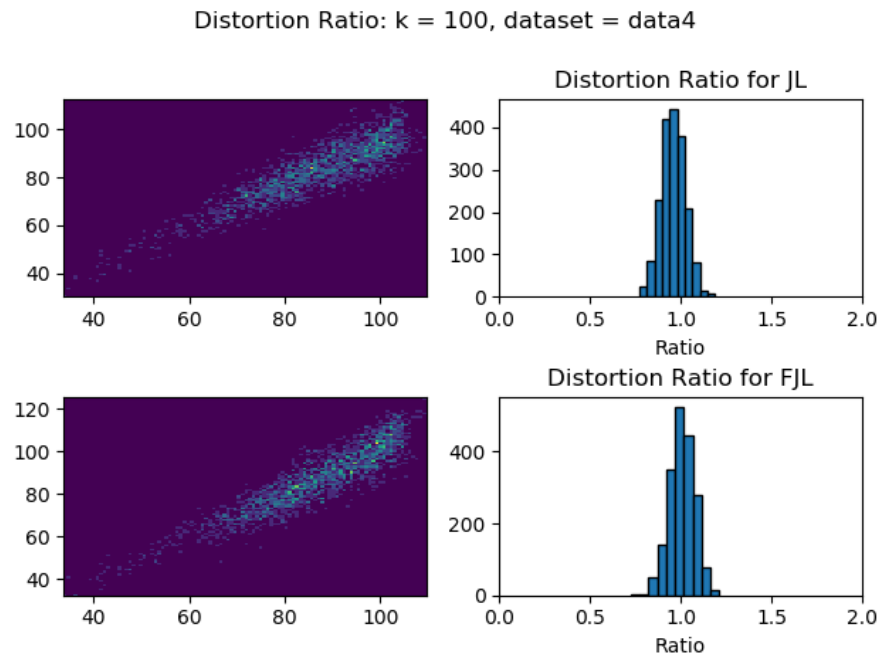 Distortion Ratio: k = 100, dataset = data4
100
80
60
40
40 60 80 100
Distortion Ratio for JL
400
300
200
100
0
0.0 0.5 1.0 1.5 2.0
Ratio
120
100
80
60
40
40 60 80 100
Distortion Ratio for FJL
400
200
0
0.0 0.5 1.0 1.5 2.0
Ratio